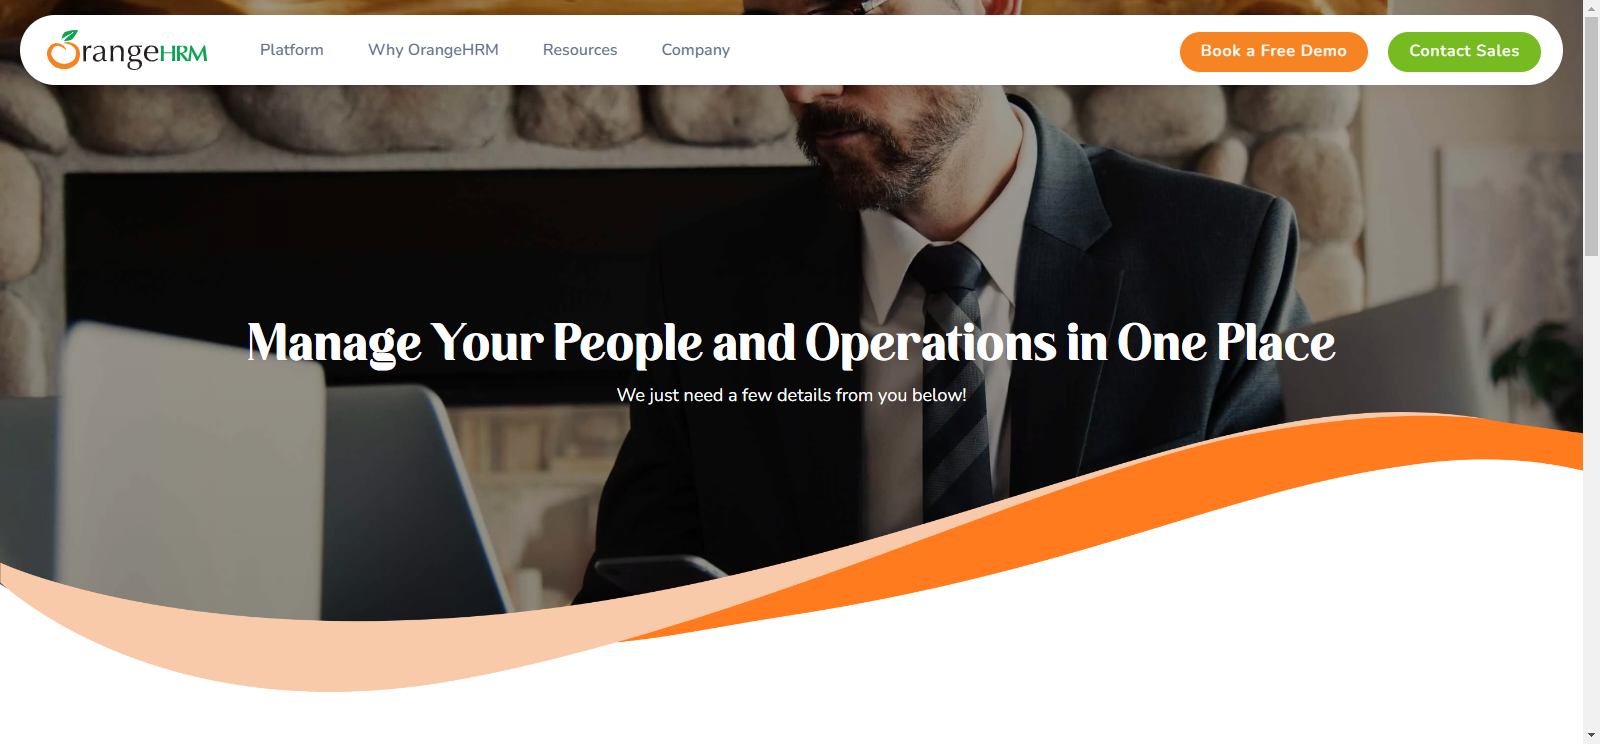 OrangeHRM
Platform
Why OrangeHRM
Resources
Company
Book a Free Demo
Contact Sales
Manage Your People and Operations in One Place
We just need a few details from you below!